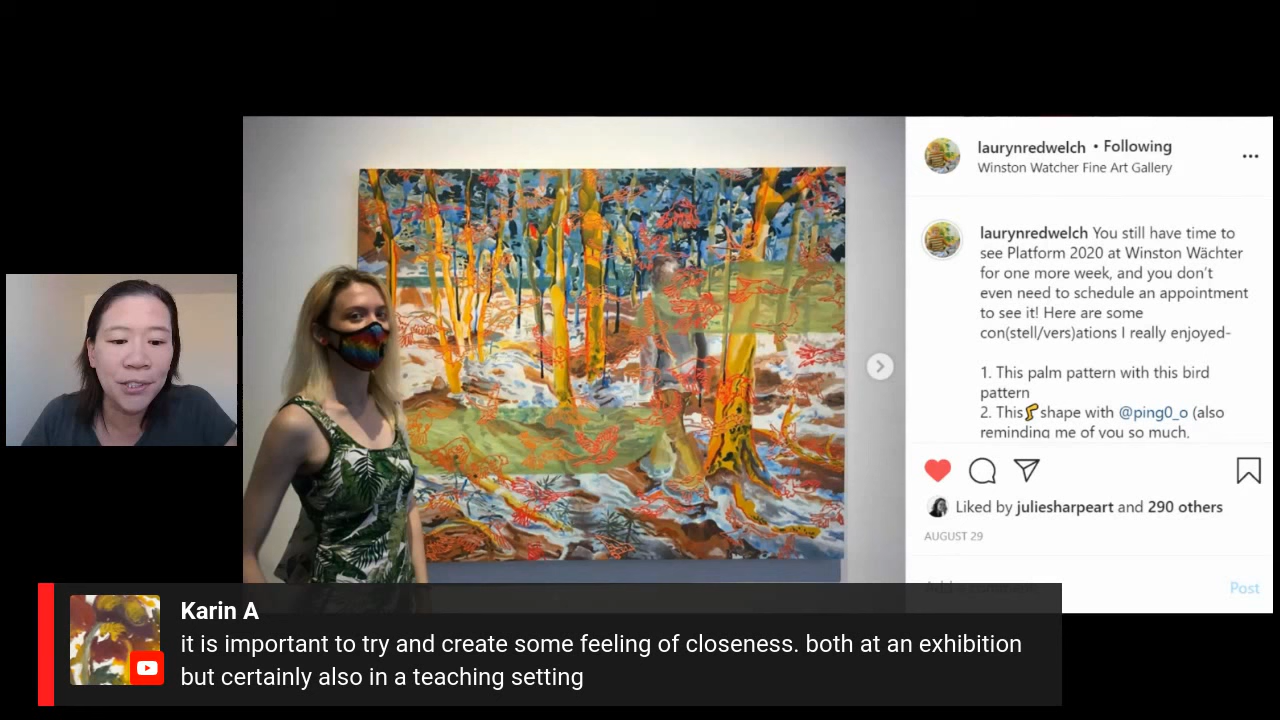 laurynredwelch • Following
Winston Watcher Fine Art Gallery
laurynredwelch You still have time to
see Platform 2020 at Winston Wächter
for one more week, and you don't
even need to schedule an appointment
to see it! Here are some
con(stell/vers)ations I really enjoyed-
1. This palm pattern with this bird
pattern
2. This shape with @ping0_o (also
reminding me of you so much,
Liked by juliesharpeart and 290 others
AUGUST 29
Add a comment...
Post
Karin A
it is important to try and create some feeling of closeness. both at an exhibition
but certainly also in a teaching setting